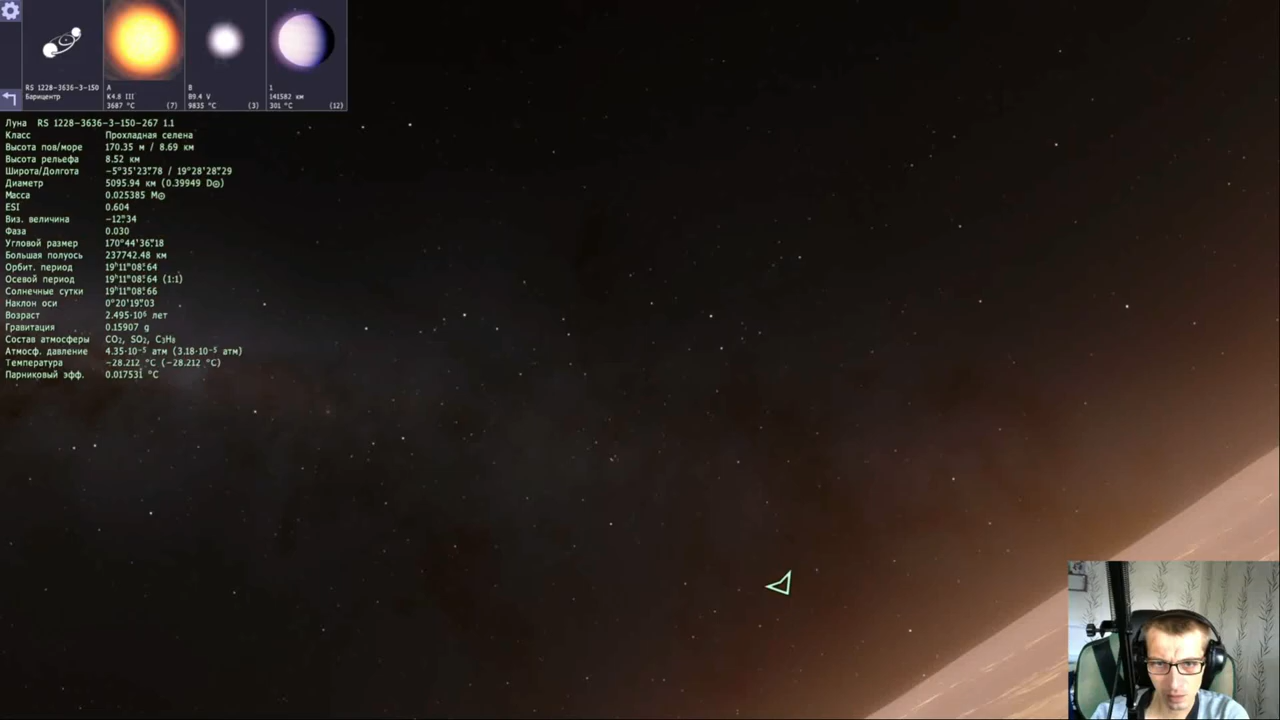 RS 1228-3636-3-150
Барицентр
A
K4.8 III
3687 °C (7)
B
B9.4 V
9835 °C (3)
1
141582 км
301 °C (12)
Луна RS 1228-3636-3-150-267 1.1
Класс Прохладная селена
Высота пов/море 170.35 м / 8.69 км
Высота рельефа 8.52 км
Широта/Долгота -5°35'23".78 / 19°28'28".29
Диаметр 5095.94 км (0.39949 D⊕)
Масса 0.025385 M⊕
ESI 0.604
Виз. величина -12ᵐ.34
Фаза 0.030
Угловой размер 170°44'36".18
Большая полуось 237742.48 км
Орбит. период 19ʰ11ᵐ08ˢ.64
Осевой период 19ʰ11ᵐ08ˢ.64 (1:1)
Солнечные сутки 19ʰ11ᵐ08ˢ.66
Наклон оси 0°20'19".03
Возраст 2.495·10⁶ лет
Гравитация 0.15907 g
Состав атмосферы CO₂, SO₂, C₃H₈
Атмосф. давление 4.35·10⁻⁵ атм (3.18·10⁻⁵ атм)
Температура -28.212 °C (-28.212 °C)
Парниковый эфф. 0.017531 °C